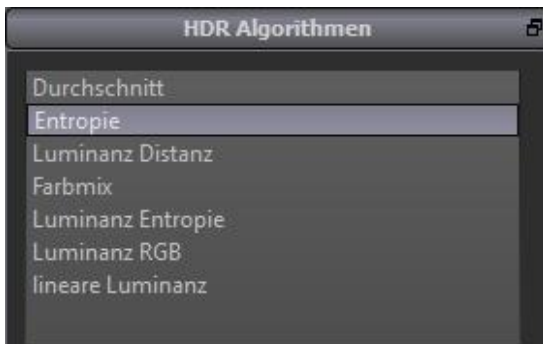 HDR Algorithmen
Durchschnitt
Entropie
Luminanz Distanz
Farbmix
Luminanz Entropie
Luminanz RGB
lineare Luminanz